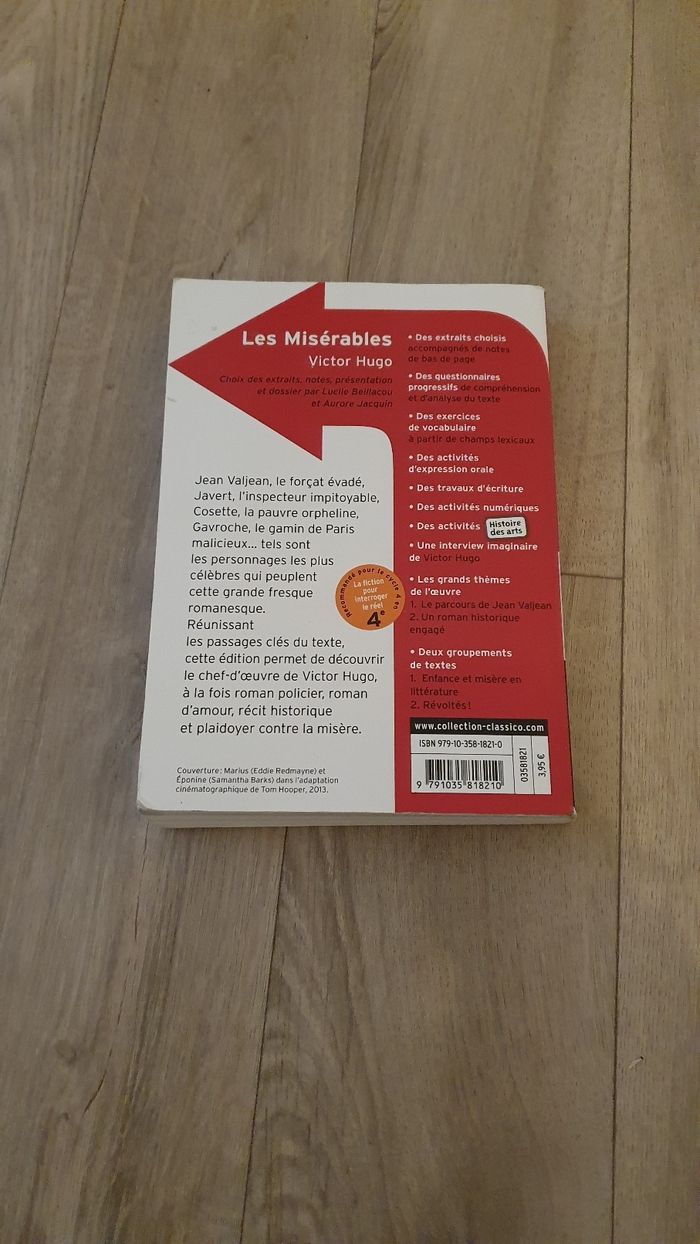 Les Misérables
Victor Hugo
Choix des extraits, notes, présentation
et dossier par Lucile Beillacou
et Aurore Jacquin
Jean Valjean, le forçat évadé,
Javert, l'inspecteur impitoyable,
Cosette, la pauvre orpheline,
Gavroche, le gamin de Paris
malicieux... tels sont
les personnages les plus
célèbres qui peuplent
cette grande fresque
romanesque.
Réunissant
les passages clés du texte,
cette édition permet de découvrir
le chef-d'œuvre de Victor Hugo,
à la fois roman policier, roman
d'amour, récit historique
et plaidoyer contre la misère.
Recommandé pour le cycle 4 en
La fiction
pour
interroger
le réel
4e
Couverture : Marius (Eddie Redmayne) et
Éponine (Samantha Barks) dans l'adaptation
cinématographique de Tom Hooper, 2013.
• Des extraits choisis
accompagnés de notes
de bas de page
• Des questionnaires
progressifs de compréhension
et d'analyse du texte
• Des exercices
de vocabulaire
à partir de champs lexicaux
• Des activités
d'expression orale
• Des travaux d'écriture
• Des activités numériques
• Des activités Histoire
des arts
• Une interview imaginaire
de Victor Hugo
• Les grands thèmes
de l'œuvre
1. Le parcours de Jean Valjean
2. Un roman historique
engagé
• Deux groupements
de textes
1. Enfance et misère en
littérature
2. Révoltés !
www.collection-classico.com
ISBN 979-10-358-1821-0
9 791035 818210
03581821
3,95 €